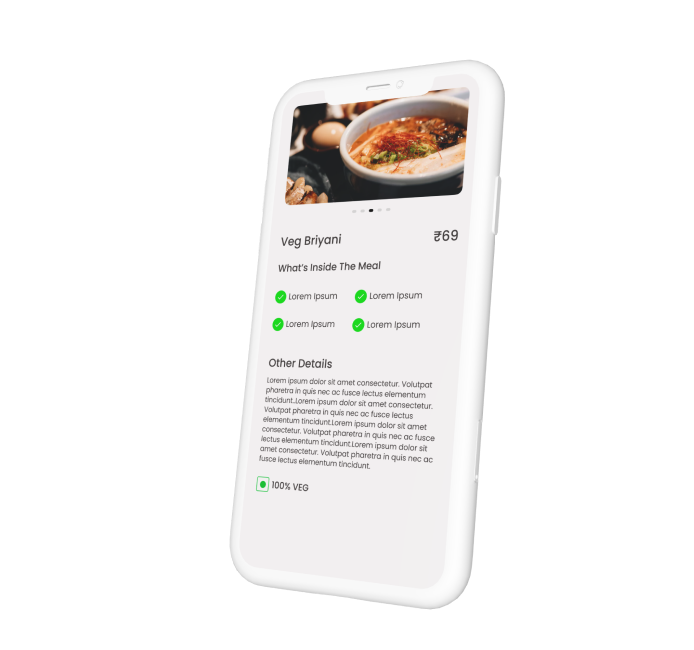 Veg Briyani
₹69
What's Inside The Meal
Lorem Ipsum
Lorem Ipsum
Lorem Ipsum
Lorem Ipsum
Other Details
Lorem ipsum dolor sit amet consectetur. Volutpat
pharetra in quis nec ac fusce lectus elementum
tincidunt.Lorem ipsum dolor sit amet consectetur.
Volutpat pharetra in quis nec ac fusce lectus
elementum tincidunt.Lorem ipsum dolor sit amet
consectetur. Volutpat pharetra in quis nec ac fusce
lectus elementum tincidunt.Lorem ipsum dolor sit
amet consectetur. Volutpat pharetra in quis nec ac
fusce lectus elementum tincidunt.
100% VEG